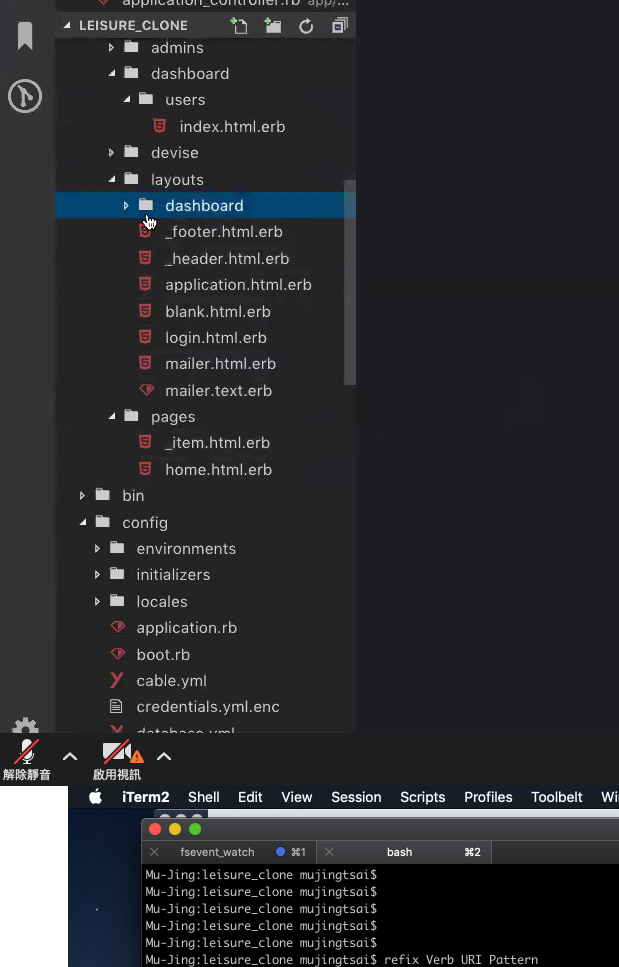 application_controller.rb app/...
LEISURE_CLONE
admins
dashboard
users
index.html.erb
devise
layouts
dashboard
_footer.html.erb
_header.html.erb
application.html.erb
blank.html.erb
login.html.erb
mailer.html.erb
mailer.text.erb
pages
_item.html.erb
home.html.erb
bin
config
environments
initializers
locales
application.rb
boot.rb
cable.yml
credentials.yml.enc
database.yml
解除靜音 啟用視訊
iTerm2 Shell Edit View Session Scripts Profiles Toolbelt Wi
fsevent_watch ⌘1 bash ⌘2
Mu-Jing:leisure_clone mujingtsai$
Mu-Jing:leisure_clone mujingtsai$
Mu-Jing:leisure_clone mujingtsai$
Mu-Jing:leisure_clone mujingtsai$
Mu-Jing:leisure_clone mujingtsai$
Mu-Jing:leisure_clone mujingtsai$ refix Verb URI Pattern